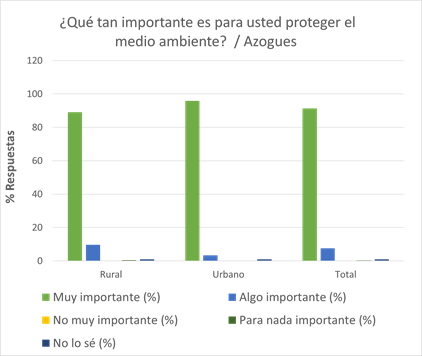 ¿Qué tan importante es para usted proteger el
medio ambiente?  / Azogues
120
100
80
60
40
20
0
% Respuestas
Rural
Urbano
Total
Muy importante (%)
Algo importante (%)
No muy importante (%)
Para nada importante (%)
No lo sé (%)